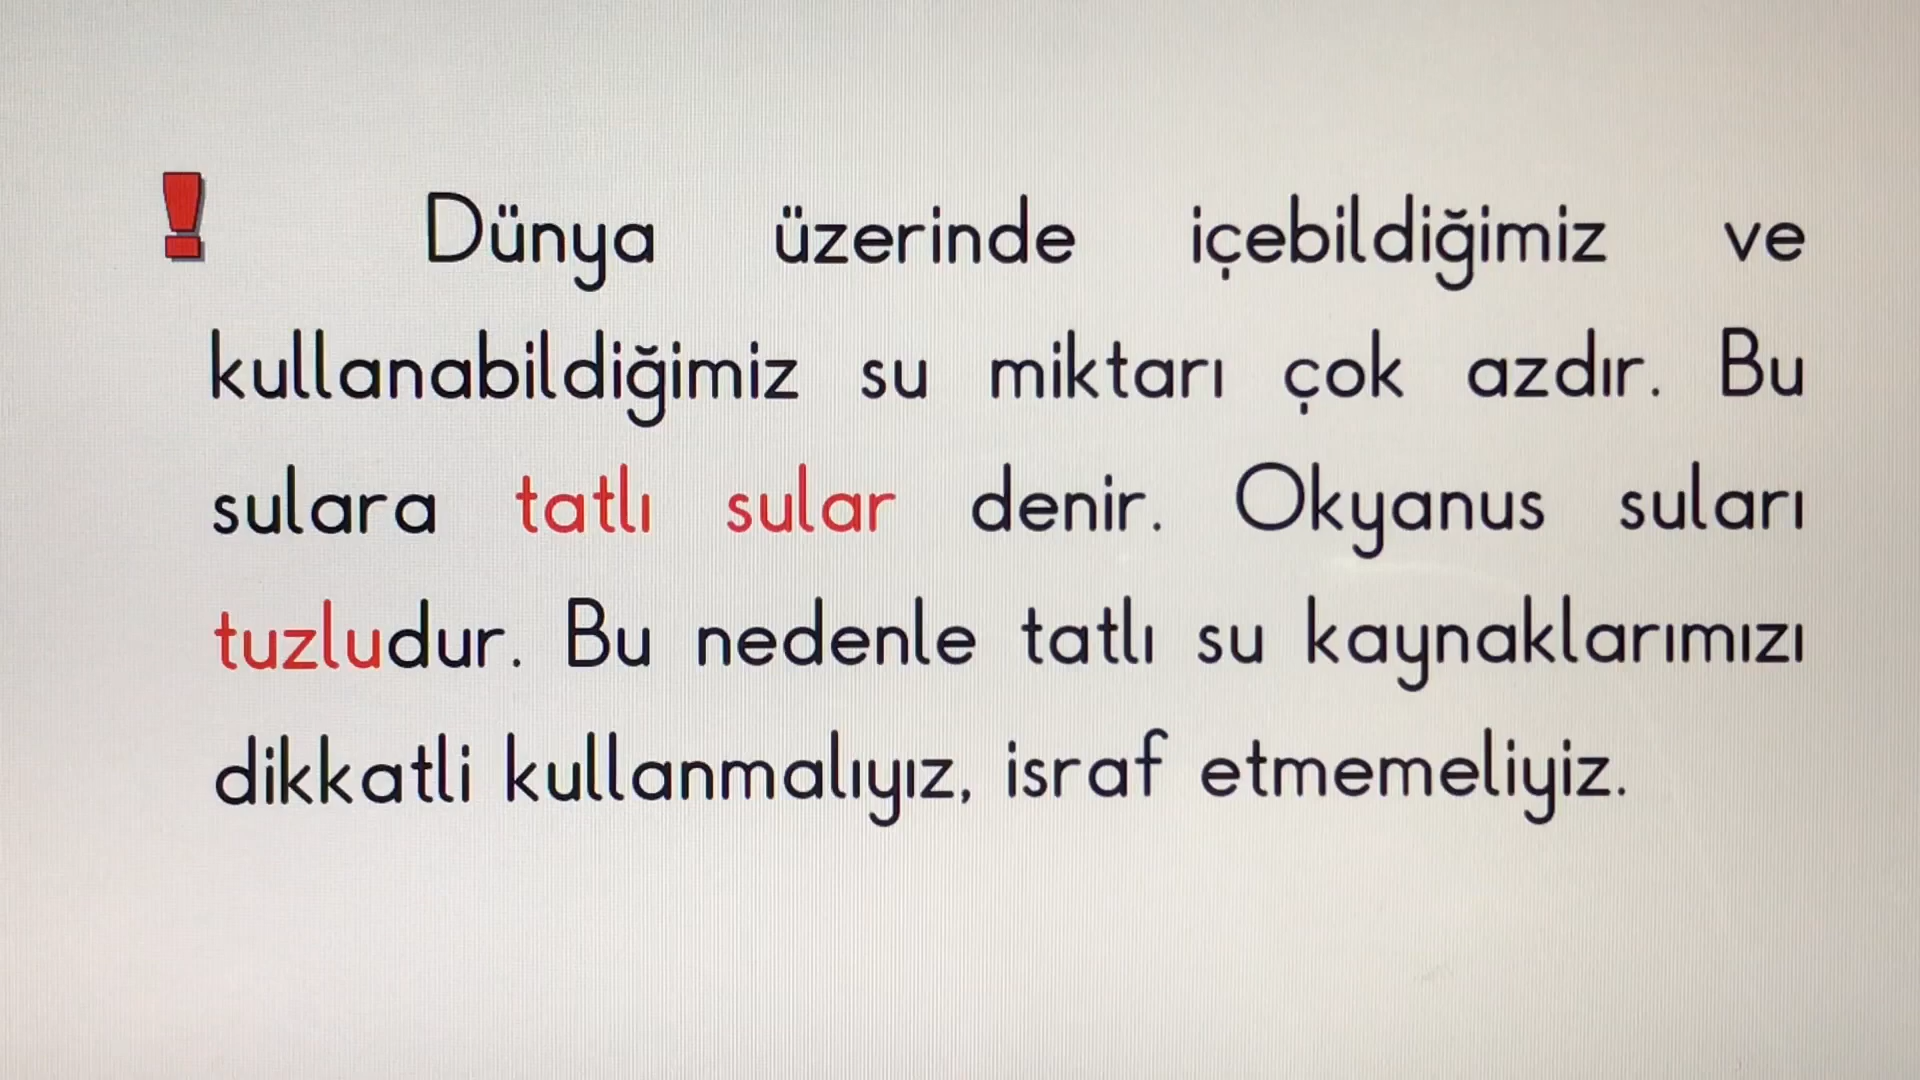 ! Dünya üzerinde içebildiğimiz ve
kullanabildiğimiz su miktarı çok azdır. Bu
sulara tatlı sular denir. Okyanus suları
tuzludur. Bu nedenle tatlı su kaynaklarımızı
dikkatli kullanmalıyız, israf etmemeliyiz.